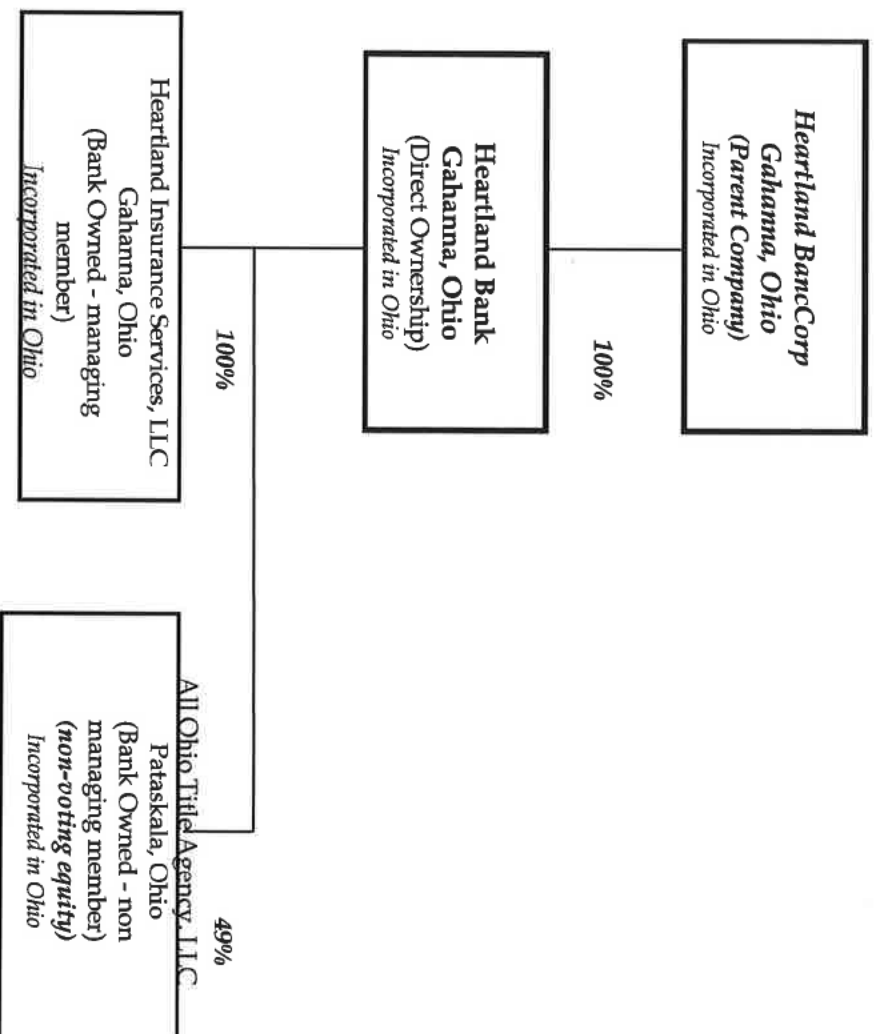 Heartland BancCorp
Gahanna, Ohio
(Parent Company)
Incorporated in Ohio
100%
Heartland Bank
Gahanna, Ohio
(Direct Ownership)
Incorporated in Ohio
100%
49%
Heartland Insurance Services, LLC
Gahanna, Ohio
(Bank Owned - managing
member)
Incorporated in Ohio
All Ohio Title Agency, LLC
Pataskala, Ohio
(Bank Owned - non
managing member)
(non-voting equity)
Incorporated in Ohio